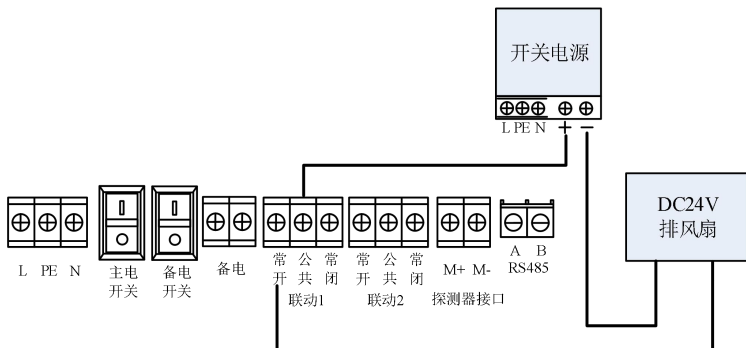 开关电源
L PE N + −
DC24V
排风扇
L PE N
主电
开关
备电
开关
备电
常开 公共 常闭
联动1
常开 公共 常闭
联动2
M+ M-
探测器接口
A B
RS485